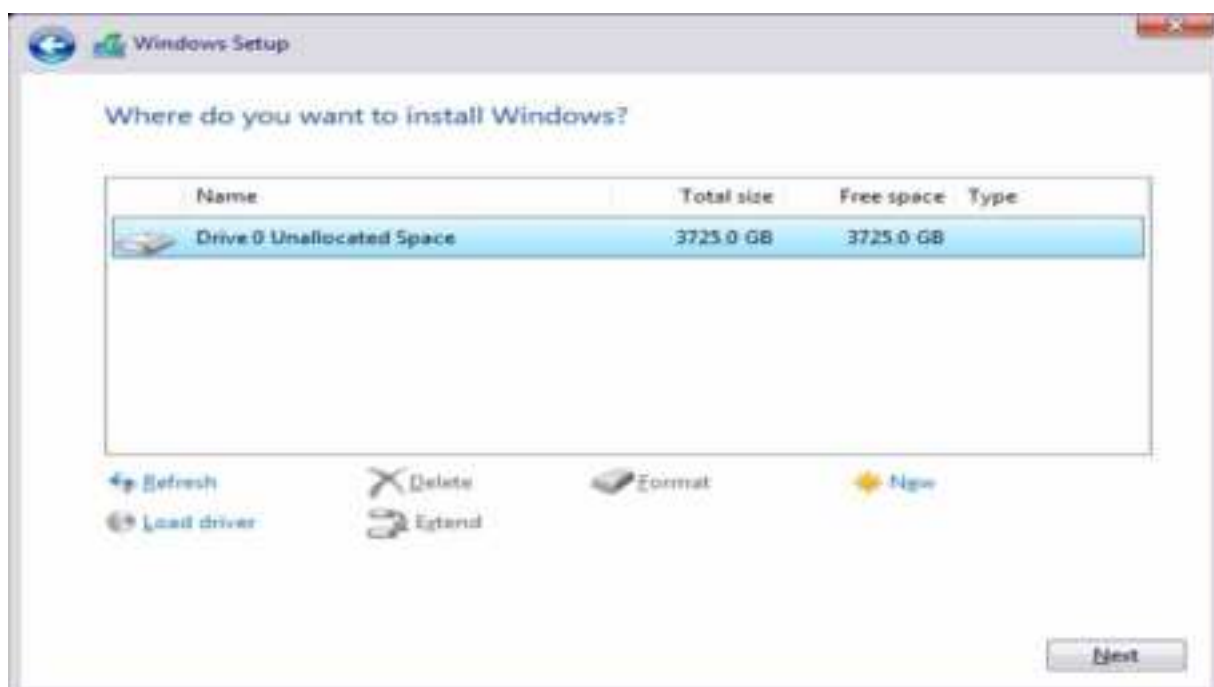 Windows Setup
Where do you want to install Windows?
Name Total size Free space Type
Drive 0 Unallocated Space 3725.0 GB 3725.0 GB
Refresh Delete Format New
Load driver Extend
Next